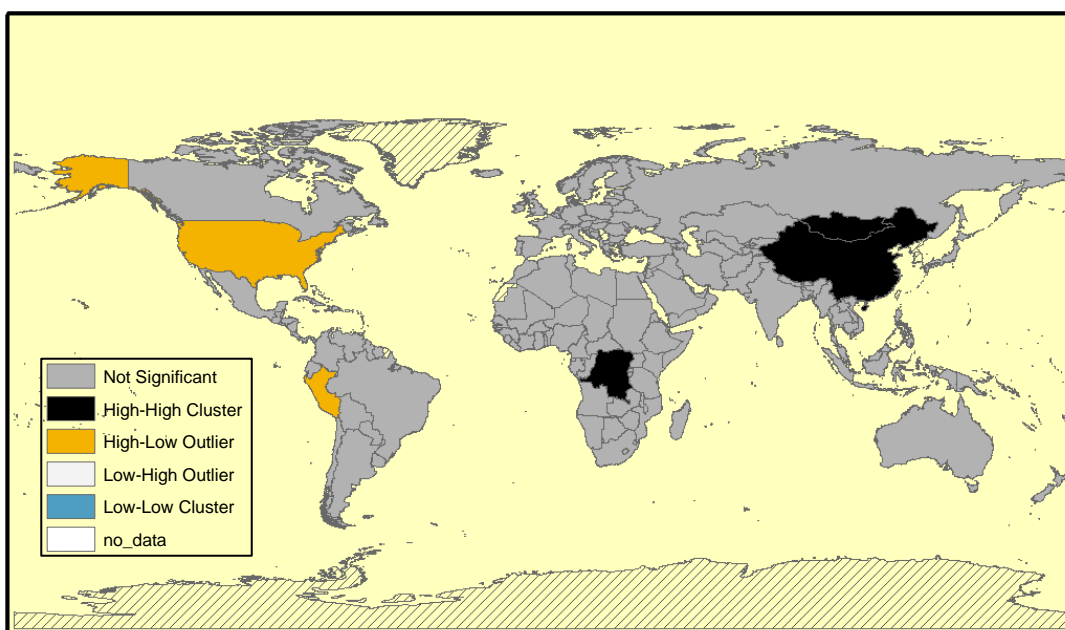 Not Significant
High-High Cluster
High-Low Outlier
Low-High Outlier
Low-Low Cluster
no_data